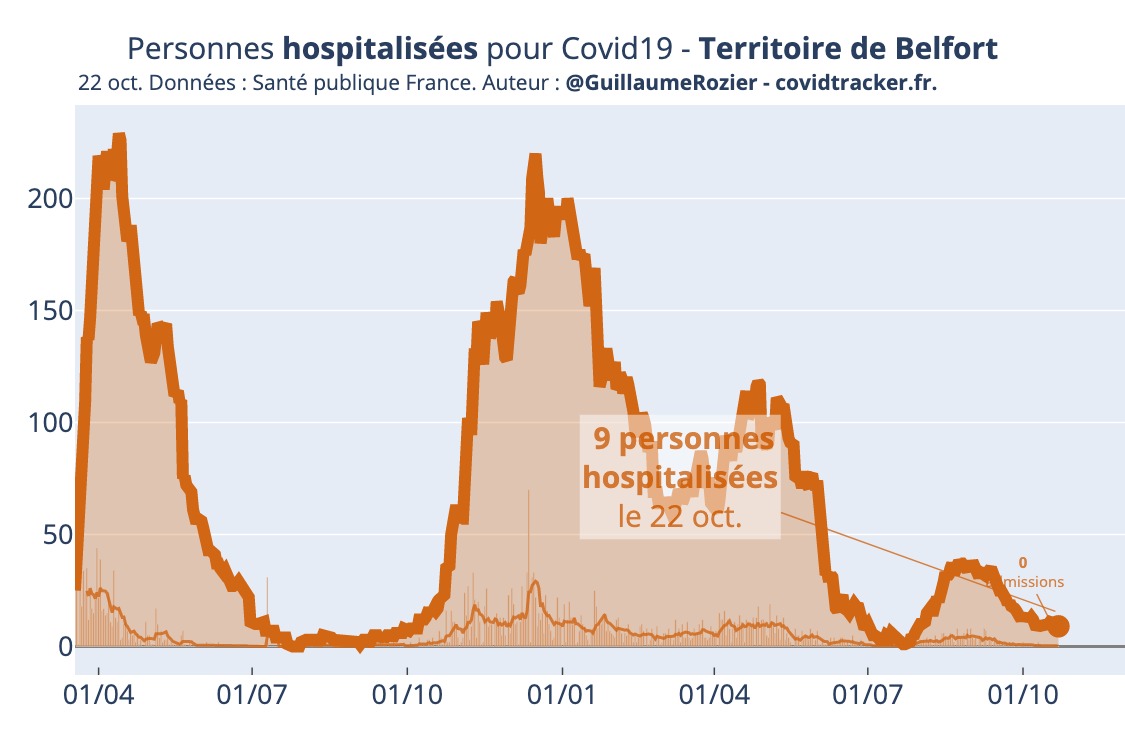 Personnes hospitalisées pour Covid19 - Territoire de Belfort
22 oct. Données : Santé publique France. Auteur : @GuillaumeRozier - covidtracker.fr.
200
150
100
50
0
9 personnes
hospitalisées
le 22 oct.
0
missions
01/04
01/07
01/10
01/01
01/04
01/07
01/10